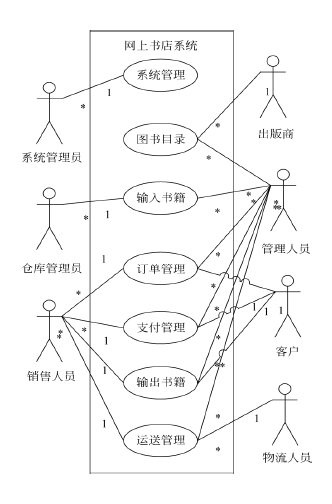 网上书店系统
系统管理
1
*
系统管理员
图书目录
*
*
1
出版商
输入书籍
*
1
*
仓库管理员
*
*
**
管理人员
订单管理
1
*
*
支付管理
*
*
1
*
*
1
1
1
客户
销售人员
**
输出书籍
1
*
**
运送管理
1
*
*
1
物流人员